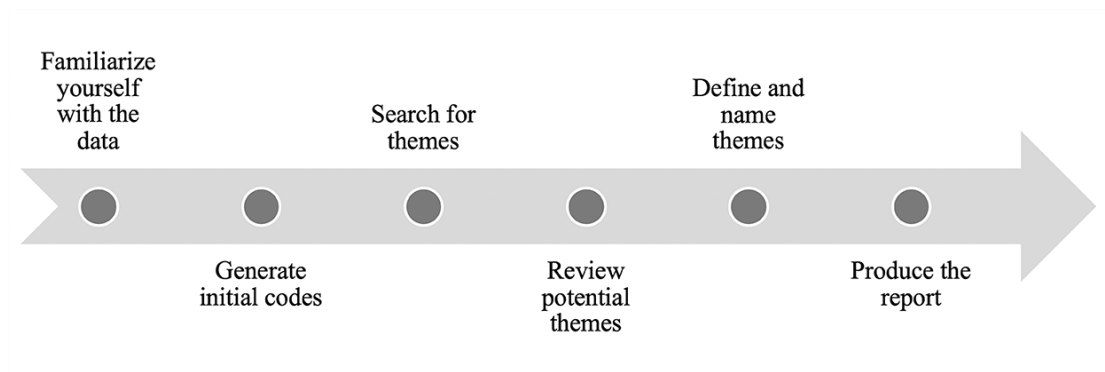 Familiarize
yourself
with the
data
Generate
initial codes
Search for
themes
Review
potential
themes
Define and
name
themes
Produce the
report